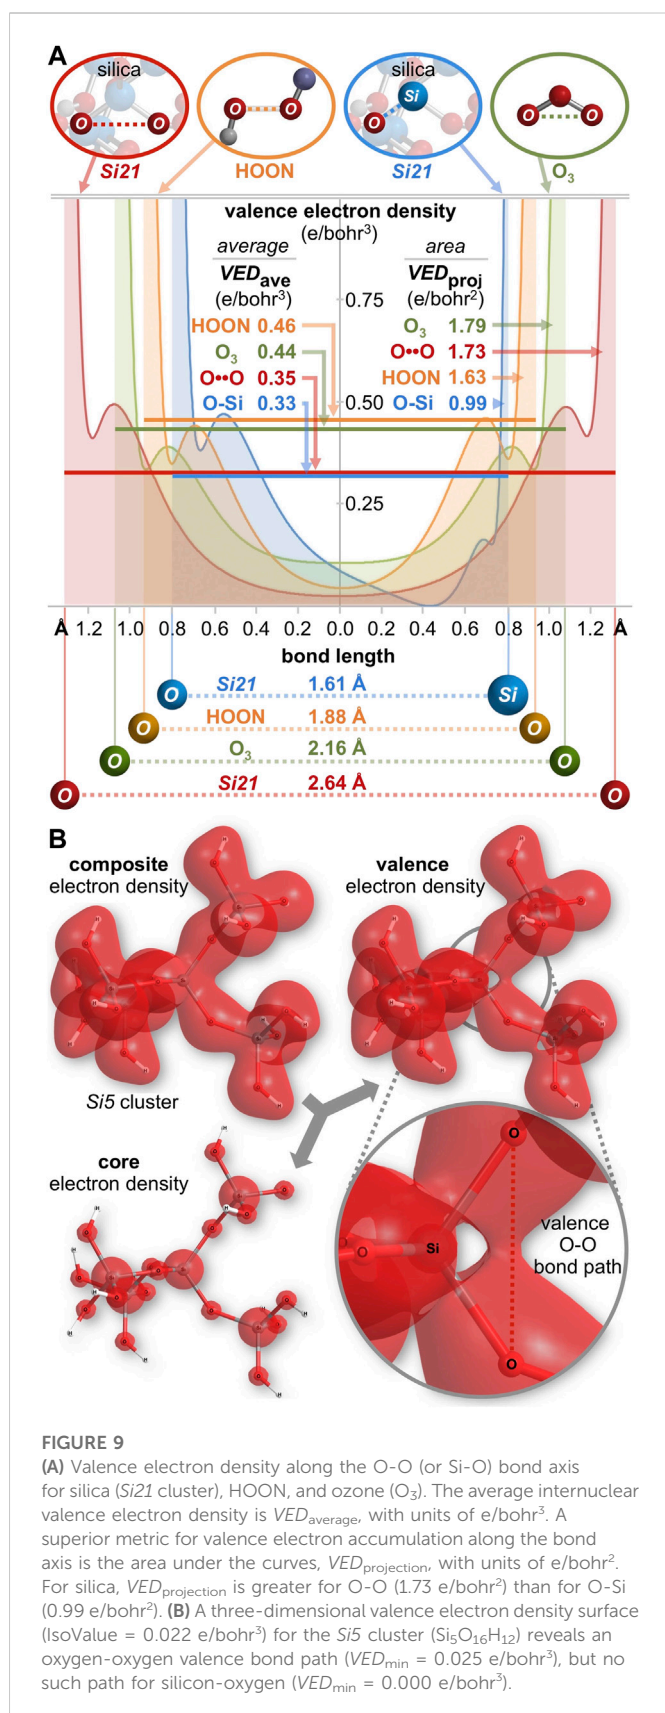 A
silica
silica
Si
O O
O O
O
O O
Si21
HOON
Si21
O₃
valence electron density
(e/bohr³)
average
area
VEDave
VEDproj
(e/bohr³)
(e/bohr²)
0.75
HOON 0.46
O₃ 1.79
O₃ 0.44
O••O 1.73
O••O 0.35
HOON 1.63
O-Si 0.33
0.50
O-Si 0.99
0.25
Å 1.2 1.0 0.8 0.6 0.4 0.2 0.0 0.2 0.4 0.6 0.8 1.0 1.2 Å
bond length
O Si21 1.61 Å Si
O HOON 1.88 Å O
O O₃ 2.16 Å O
O Si21 2.64 Å O
B
composite
electron density
valence
electron density
Si5 cluster
core
electron density
O
valence
O-O
bond path
Si
O
O
FIGURE 9
(A) Valence electron density along the O-O (or Si-O) bond axis
for silica (Si21 cluster), HOON, and ozone (O₃). The average internuclear
valence electron density is VEDaverage, with units of e/bohr³. A
superior metric for valence electron accumulation along the bond
axis is the area under the curves, VEDprojection, with units of e/bohr².
For silica, VEDprojection is greater for O-O (1.73 e/bohr²) than for O-Si
(0.99 e/bohr²). (B) A three-dimensional valence electron density surface
(IsoValue = 0.022 e/bohr³) for the Si5 cluster (Si₅O₁₆H₁₂) reveals an
oxygen-oxygen valence bond path (VEDmin = 0.025 e/bohr³), but no
such path for silicon-oxygen (VEDmin = 0.000 e/bohr³).